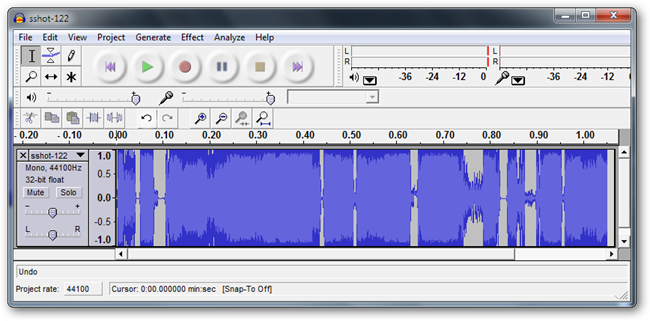 sshot-122
File Edit View Project Generate Effect Analyze Help
L
R
-36 -24 -12 0
L
R
-36 -24 -12
- +
- +
- 0.20 - 0.10 0.00 0.10 0.20 0.30 0.40 0.50 0.60 0.70 0.80 0.90 1.00
sshot-122
Mono, 44100Hz
32-bit float
Mute Solo
- +
L R
1.0
0.5
0.0
-0.5
-1.0
Undo
Project rate: 44100 Cursor: 0:00.000000 min:sec [Snap-To Off]